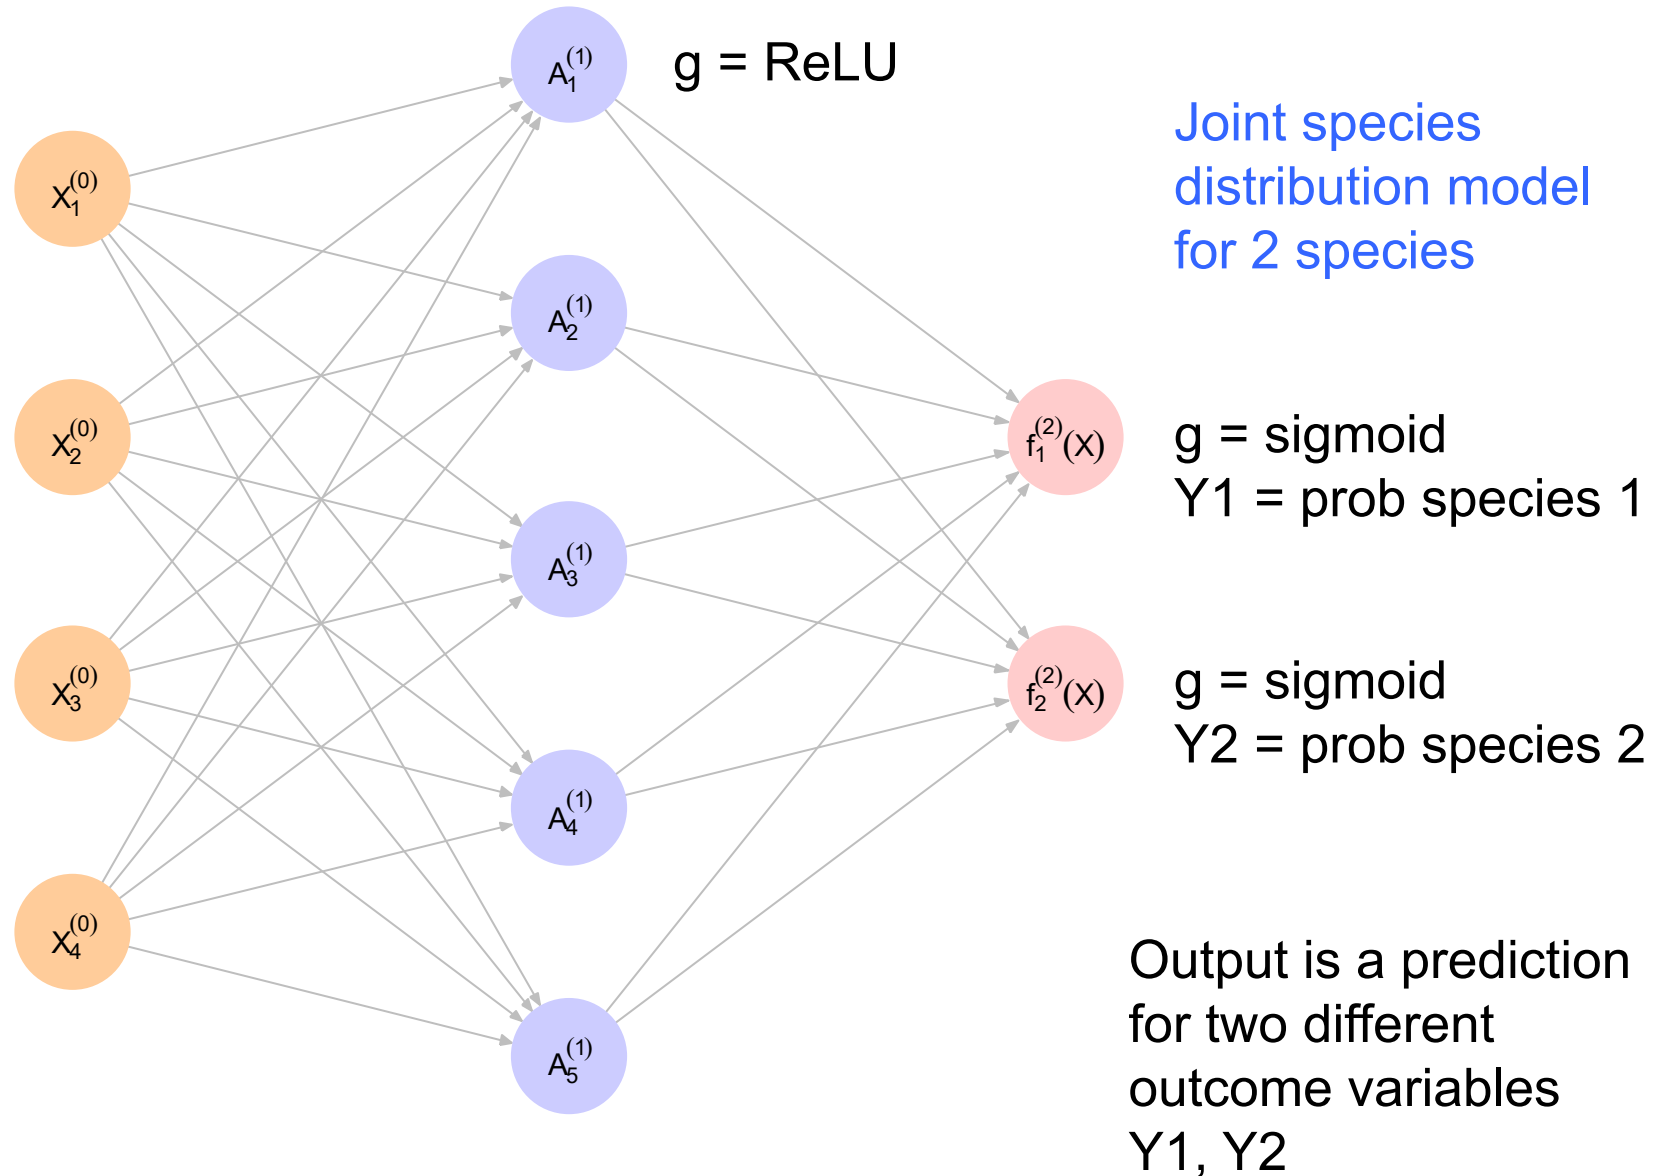 g = ReLU
Joint species
distribution model
for 2 species
X₁⁽⁰⁾
X₂⁽⁰⁾
X₃⁽⁰⁾
X₄⁽⁰⁾
A₁⁽¹⁾
A₂⁽¹⁾
A₃⁽¹⁾
A₄⁽¹⁾
A₅⁽¹⁾
f₁⁽²⁾(X)
g = sigmoid
Y1 = prob species 1
f₂⁽²⁾(X)
g = sigmoid
Y2 = prob species 2
Output is a prediction
for two different
outcome variables
Y1, Y2